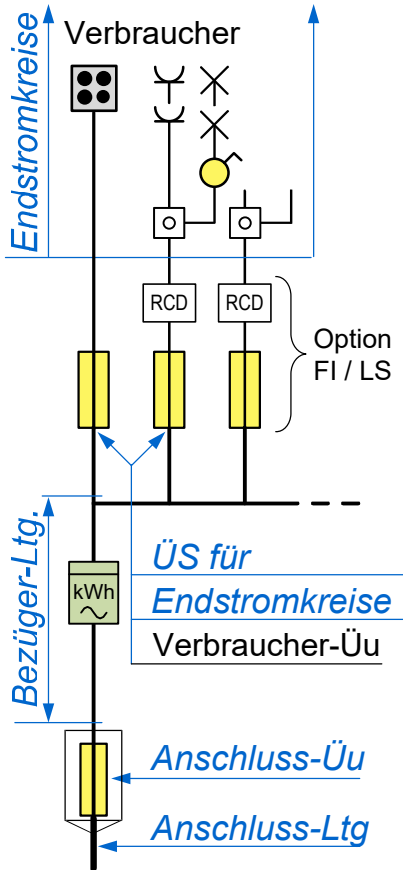 Verbraucher
Endstromkreise
RCD
RCD
Option
FI / LS
Bezüger-Ltg.
kWh
ÜS für
Endstromkreise
Verbraucher-Üu
Anschluss-Üu
Anschluss-Ltg